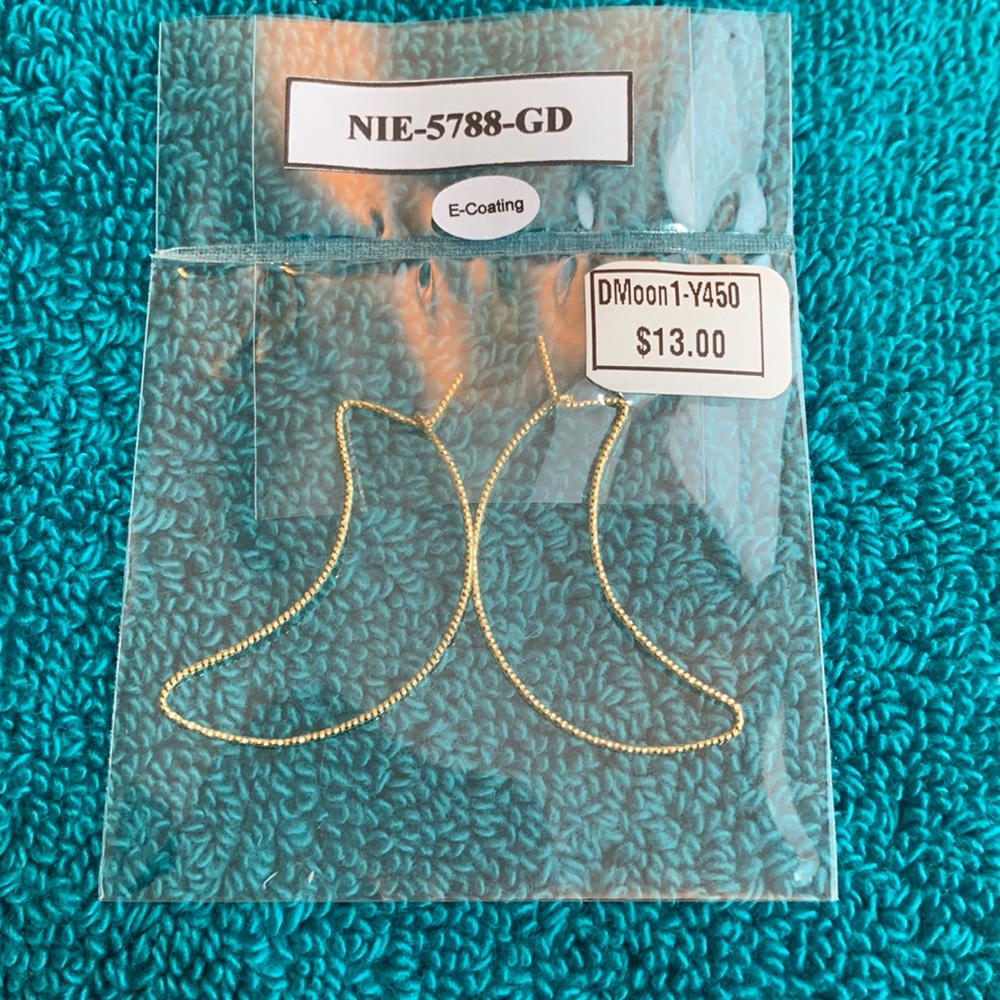 NIE-5788-GD
E-Coating
DMoon1-Y450
$13.00